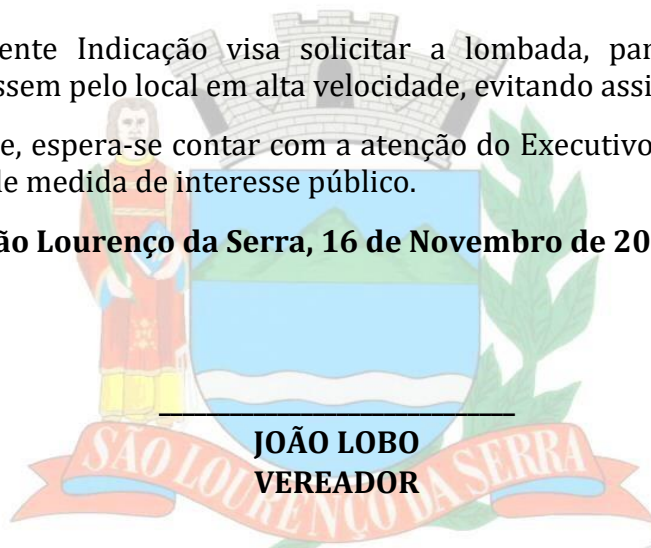 ente Indicação visa solicitar a lombada, par
ssem pelo local em alta velocidade, evitando assi
e, espera-se contar com a atenção do Executivo
le medida de interesse público.
ão Lourenço da Serra, 16 de Novembro de 20
JOÃO LOBO
VEREADOR
SÃO LOURENÇO DA SERRA